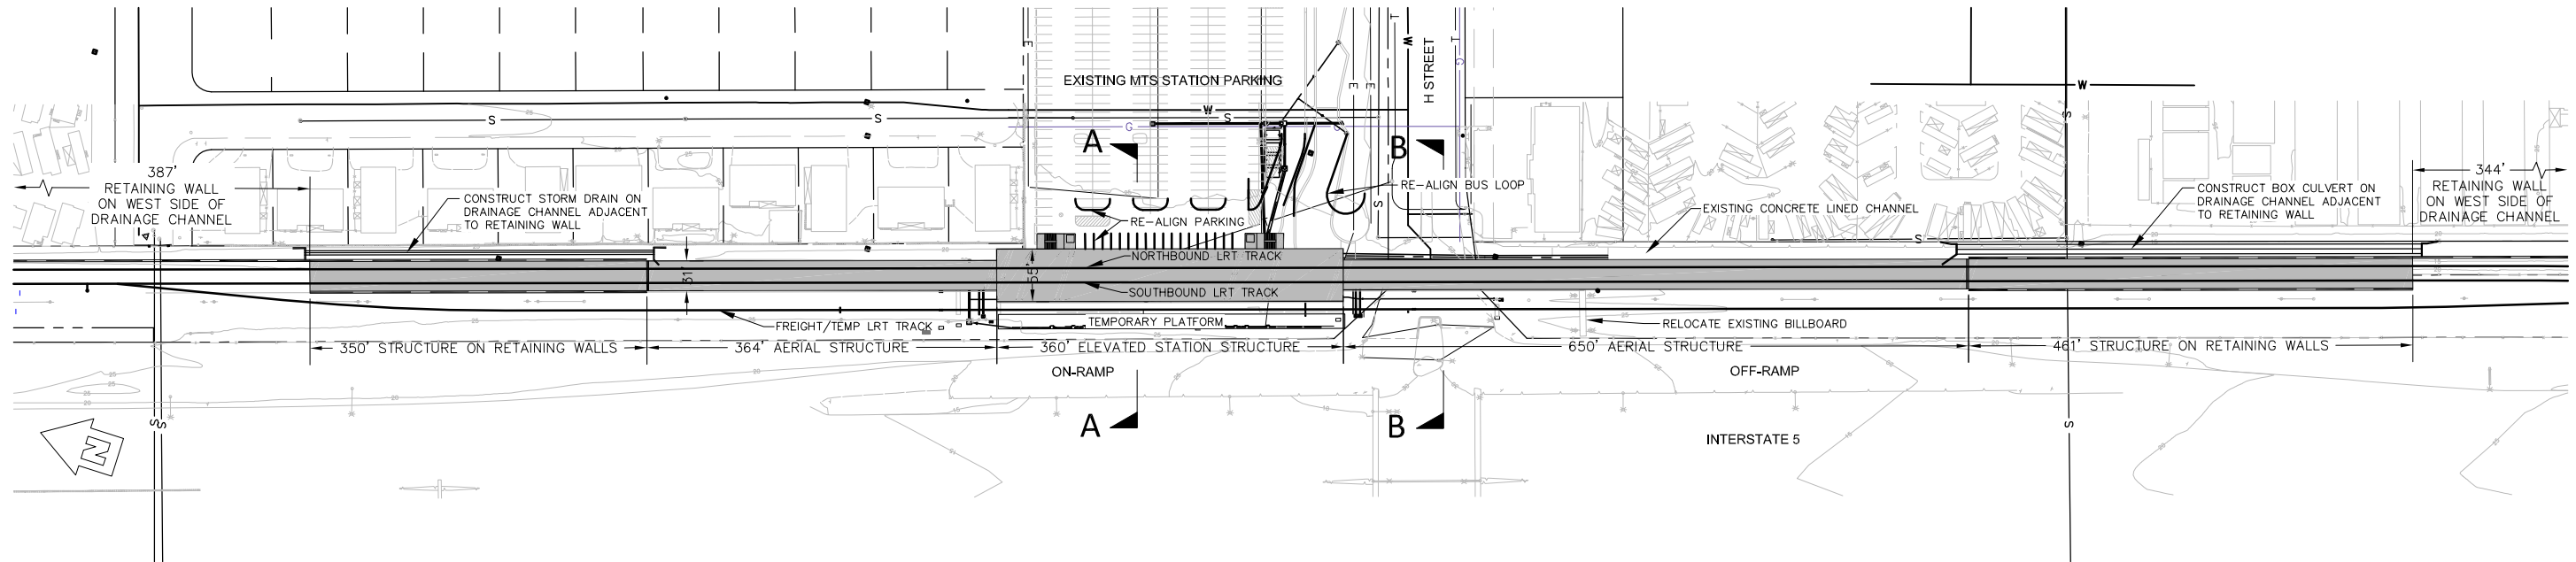 EXISTING MTS STATION PARKING
H STREET
W
S
S
W
S
G
G
E
E
E
T
W
T
G
W
S
A
B
387'
RETAINING WALL
ON WEST SIDE OF
DRAINAGE CHANNEL
CONSTRUCT STORM DRAIN ON
DRAINAGE CHANNEL ADJACENT
TO RETAINING WALL
RE-ALIGN PARKING
RE-ALIGN BUS LOOP
S
EXISTING CONCRETE LINED CHANNEL
CONSTRUCT BOX CULVERT ON
DRAINAGE CHANNEL ADJACENT
TO RETAINING WALL
344'
RETAINING WALL
ON WEST SIDE OF
DRAINAGE CHANNEL
S
31'
55'
NORTHBOUND LRT TRACK
SOUTHBOUND LRT TRACK
FREIGHT/TEMP LRT TRACK
TEMPORARY PLATFORM
RELOCATE EXISTING BILLBOARD
350' STRUCTURE ON RETAINING WALLS
364' AERIAL STRUCTURE
360' ELEVATED STATION STRUCTURE
650' AERIAL STRUCTURE
461' STRUCTURE ON RETAINING WALLS
ON-RAMP
OFF-RAMP
A
B
S
S
S
INTERSTATE 5
N